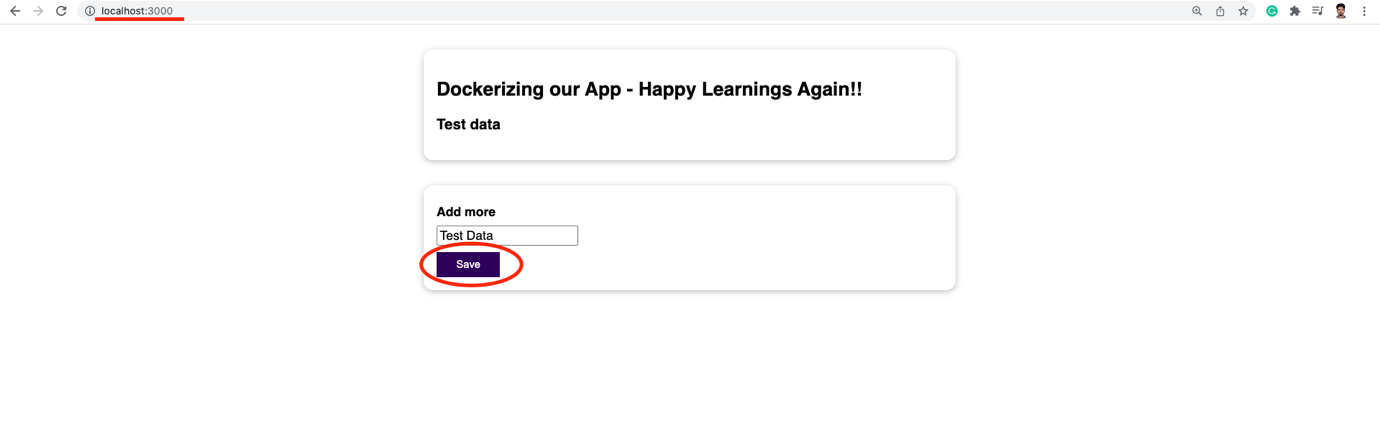 localhost:3000
Dockerizing our App - Happy Learnings Again!!
Test data
Add more
Test Data
Save